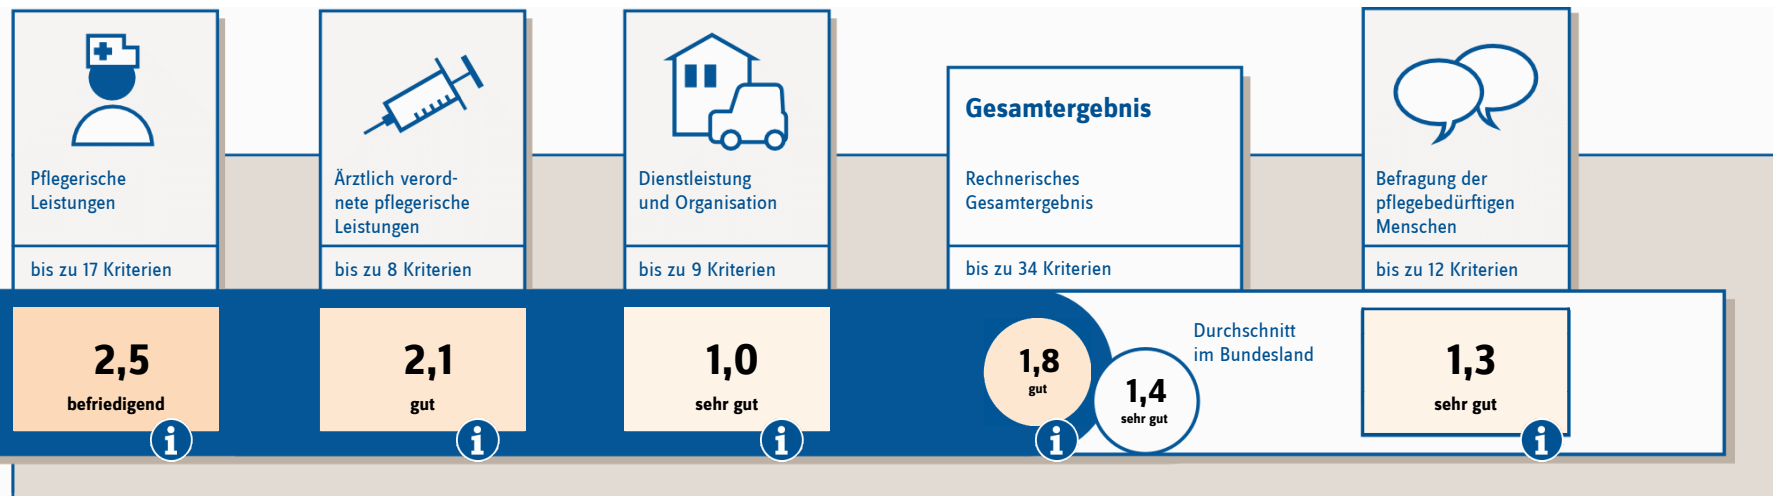 Pflegerische
Leistungen
bis zu 17 Kriterien
2,5
befriedigend
i
Ärztlich verord-
nete pflegerische
Leistungen
bis zu 8 Kriterien
2,1
gut
i
Dienstleistung
und Organisation
bis zu 9 Kriterien
1,0
sehr gut
i
Gesamtergebnis
Rechnerisches
Gesamtergebnis
bis zu 34 Kriterien
1,8
gut
i
1,4
sehr gut
Durchschnitt
im Bundesland
Befragung der
pflegebedürftigen
Menschen
bis zu 12 Kriterien
1,3
sehr gut
i